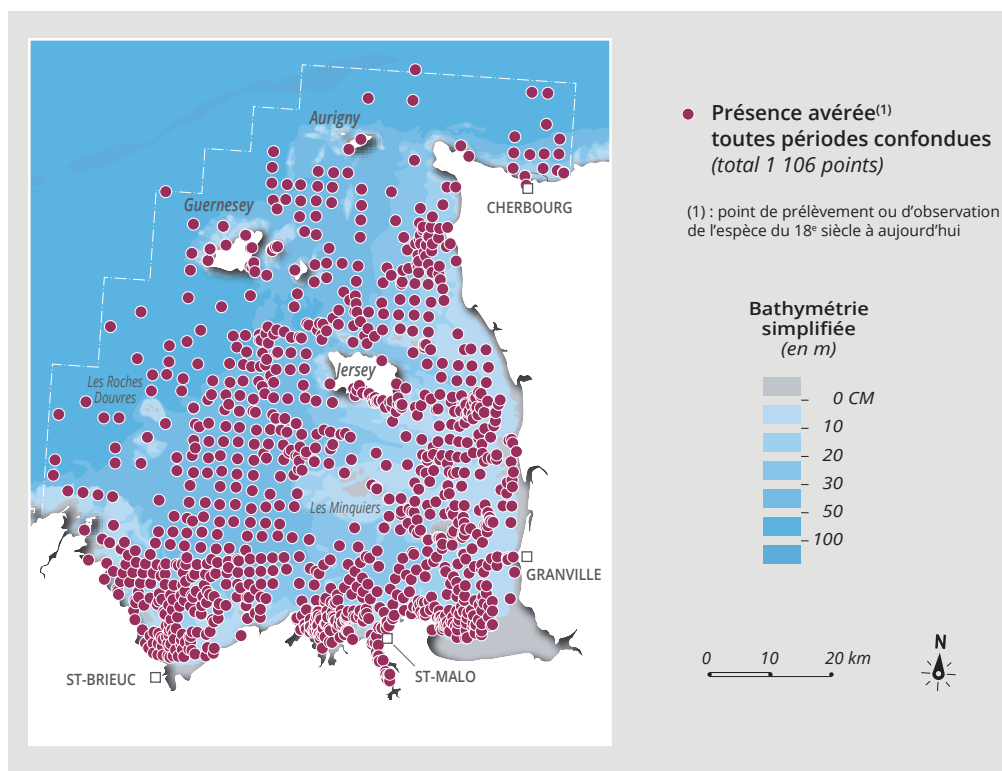 Aurigny
Guernesey
CHERBOURG
Les Roches
Douvres
Jersey
Les Minquiers
GRANVILLE
ST-BRIEUC
ST-MALO
Présence avérée(1)
toutes périodes confondues
(total 1 106 points)
(1) : point de prélèvement ou d'observation
de l'espèce du 18e siècle à aujourd'hui
Bathymétrie
simplifiée
(en m)
0 CM
10
20
30
50
100
0 10 20 km
N